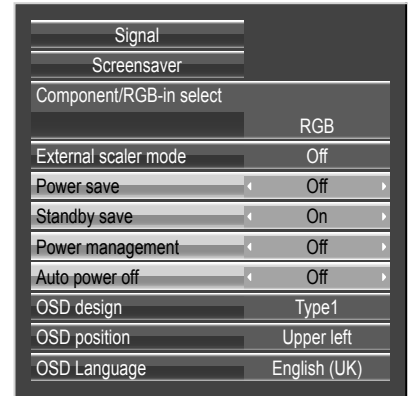 Signal
Screensaver
Component/RGB-in select
RGB
External scaler mode Off
Power save Off
Standby save On
Power management Off
Auto power off Off
OSD design Type1
OSD position Upper left
OSD Language English (UK)